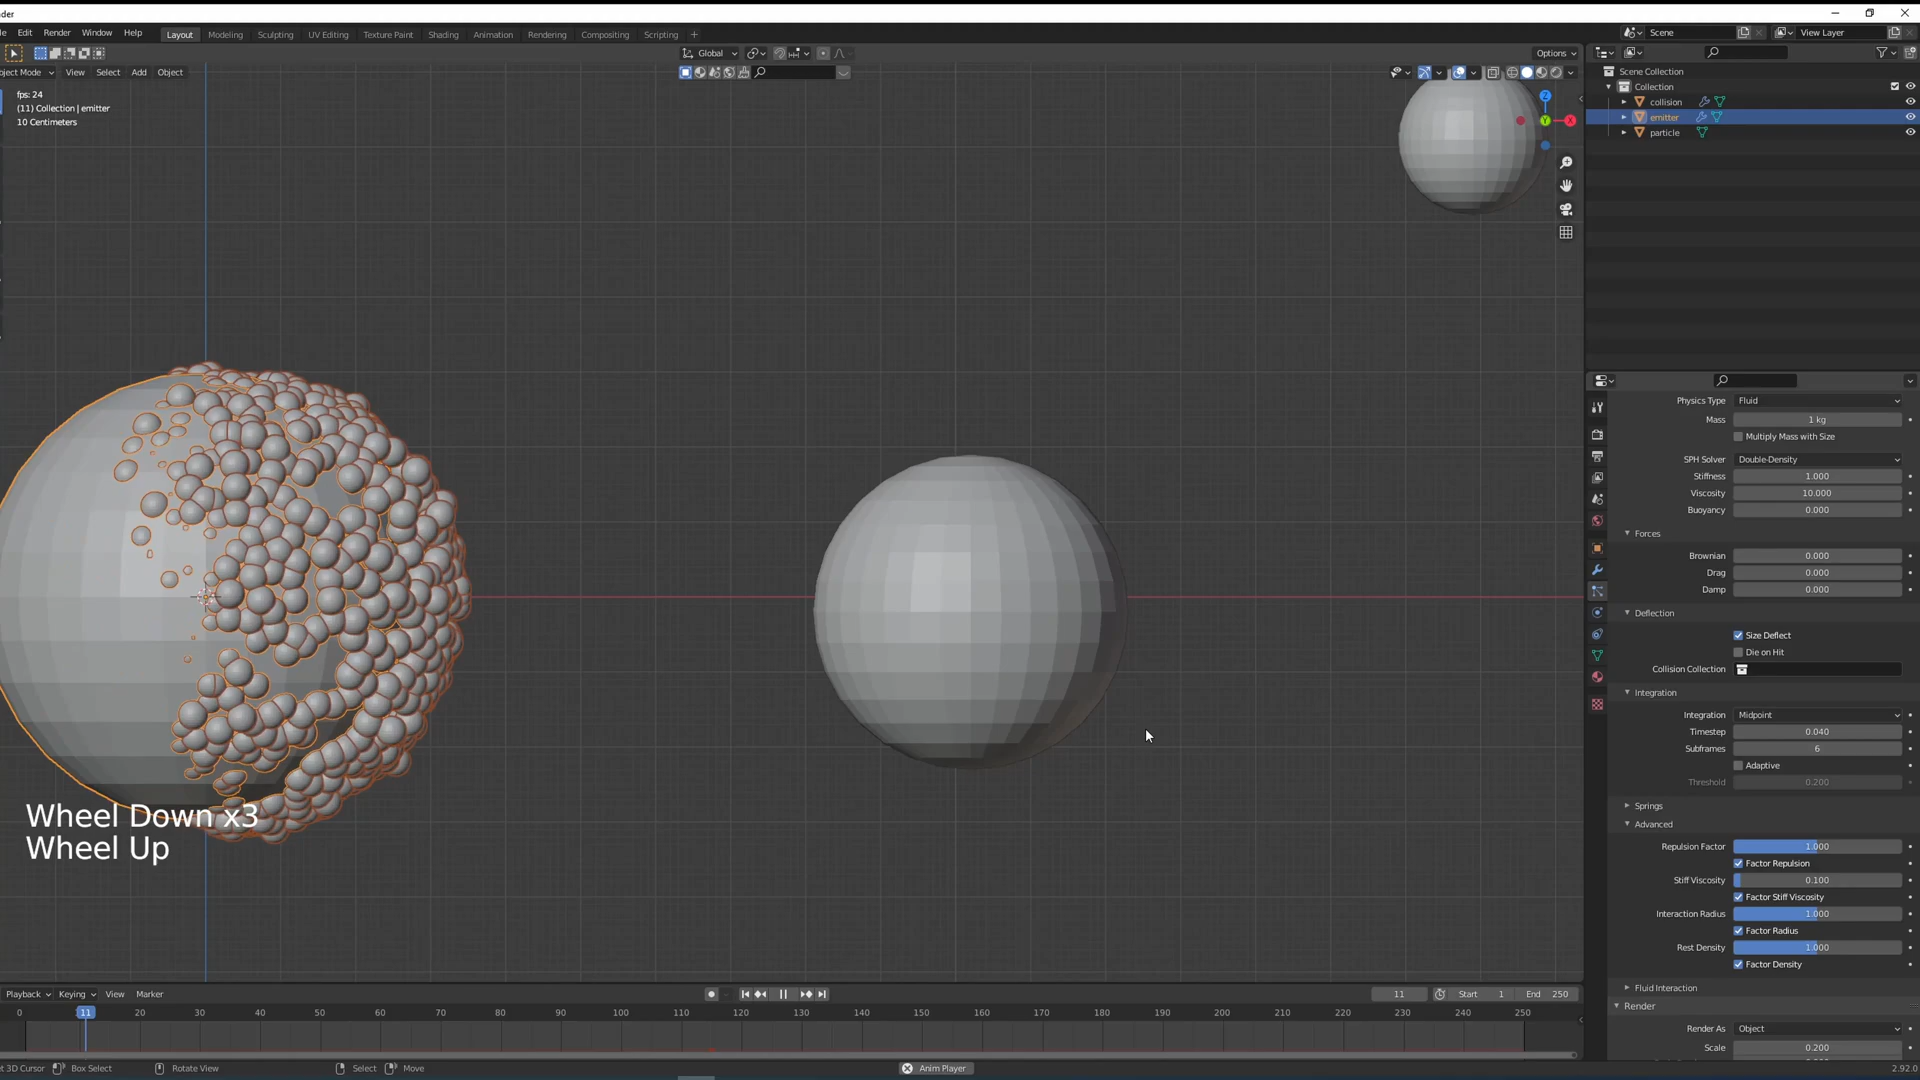 der
Edit Render Window Help Layout Modeling Sculpting UV Editing Texture Paint Shading Animation Rendering Compositing Scripting +
Scene View Layer
Global Options
oject Mode View Select Add Object
fps: 24
(11) Collection | emitter
10 Centimeters
Z
Y
X
Scene Collection
Collection
collision
emitter
particle
Physics Type Fluid
Mass 1 kg
Multiply Mass with Size
SPH Solver Double-Density
Stiffness 1.000
Viscosity 10.000
Buoyancy 0.000
Forces
Brownian 0.000
Drag 0.000
Damp 0.000
Deflection
Size Deflect
Die on Hit
Collision Collection
Integration
Integration Midpoint
Timestep 0.040
Subframes 6
Adaptive
Threshold 0.200
Springs
Advanced
Repulsion Factor 1.000
Factor Repulsion
Stiff Viscosity 0.100
Factor Stiff Viscosity
Interaction Radius 1.000
Factor Radius
Rest Density 1.000
Factor Density
Fluid Interaction
Render
Render As Object
Scale 0.200
Wheel Down x3
Wheel Up
Playback Keying View Marker 11 Start 1 End 250
0 11 20 30 40 50 60 70 80 90 100 110 120 130 140 150 160 170 180 190 200 210 220 230 240 250
et 3D Cursor Box Select Rotate View Select Move Anim Player 2.92.0